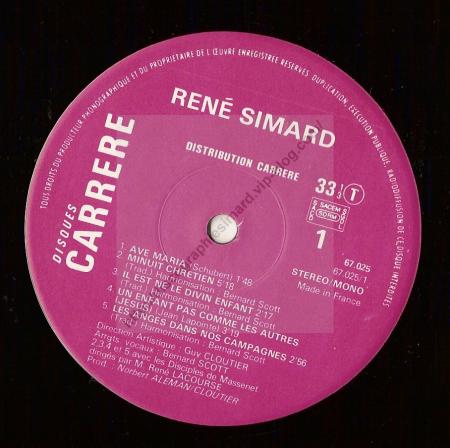 TOUS DROITS DU PRODUCTEUR PHONOGRAPHIQUE ET DU PROPRIETAIRE DE L'ŒUVRE ENREGISTREE RESERVES. DUPLICATION, EXECUTION PUBLIQUE, RADIODIFFUSION DE CE DISQUE INTERDITES
DISQUES
CARRERE
RENÉ SIMARD
DISTRIBUTION CARRERE
33 1/3 T
SACEM
SDRM
1
67.025
67.025/1
STEREO/MONO
Made in France
1. AVE MARIA (Schubert) 1'48
2. MINUIT CHRETIEN 5'18
(Trad.) Harmonisation : Bernard Scott
3. IL EST NE LE DIVIN ENFANT 2'17
(Trad.) Harmonisation : Bernard Scott
4. UN ENFANT PAS COMME LES AUTRES
(JESUS) (Jean Lapointe)
5. LES ANGES DANS NOS CAMPAGNES 2'56
Harmonisation : Bernard Scott
Direction Artistique : Guy CLOUTIER
Arrgts. vocaux : Bernard SCOTT
2.3.4 et 5 avec les Disciples de Massenet
dirigés par M. René LACOURSE
Prod. : Norbert ALEMAN/CLOUTIER